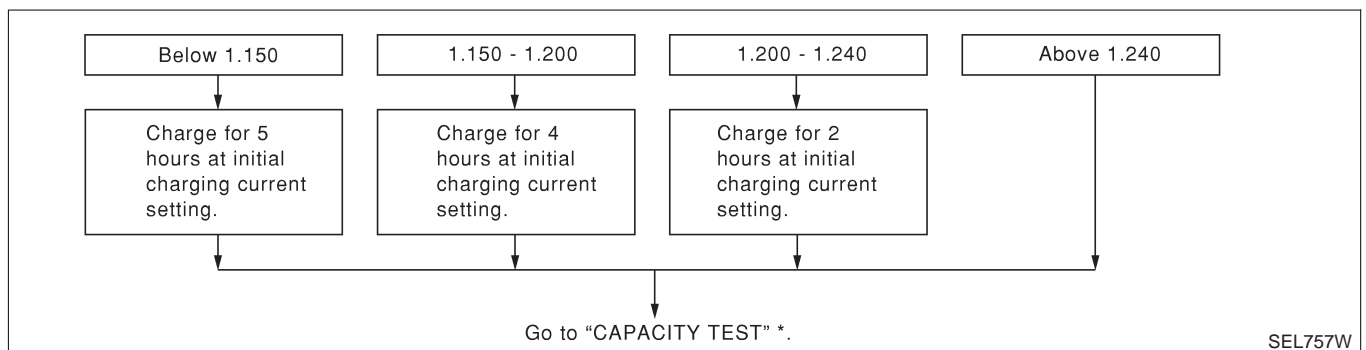 Below 1.150
1.150 - 1.200
1.200 - 1.240
Above 1.240
Charge for 5
hours at initial
charging current
setting.
Charge for 4
hours at initial
charging current
setting.
Charge for 2
hours at initial
charging current
setting.
Go to “CAPACITY TEST” *.
SEL757W